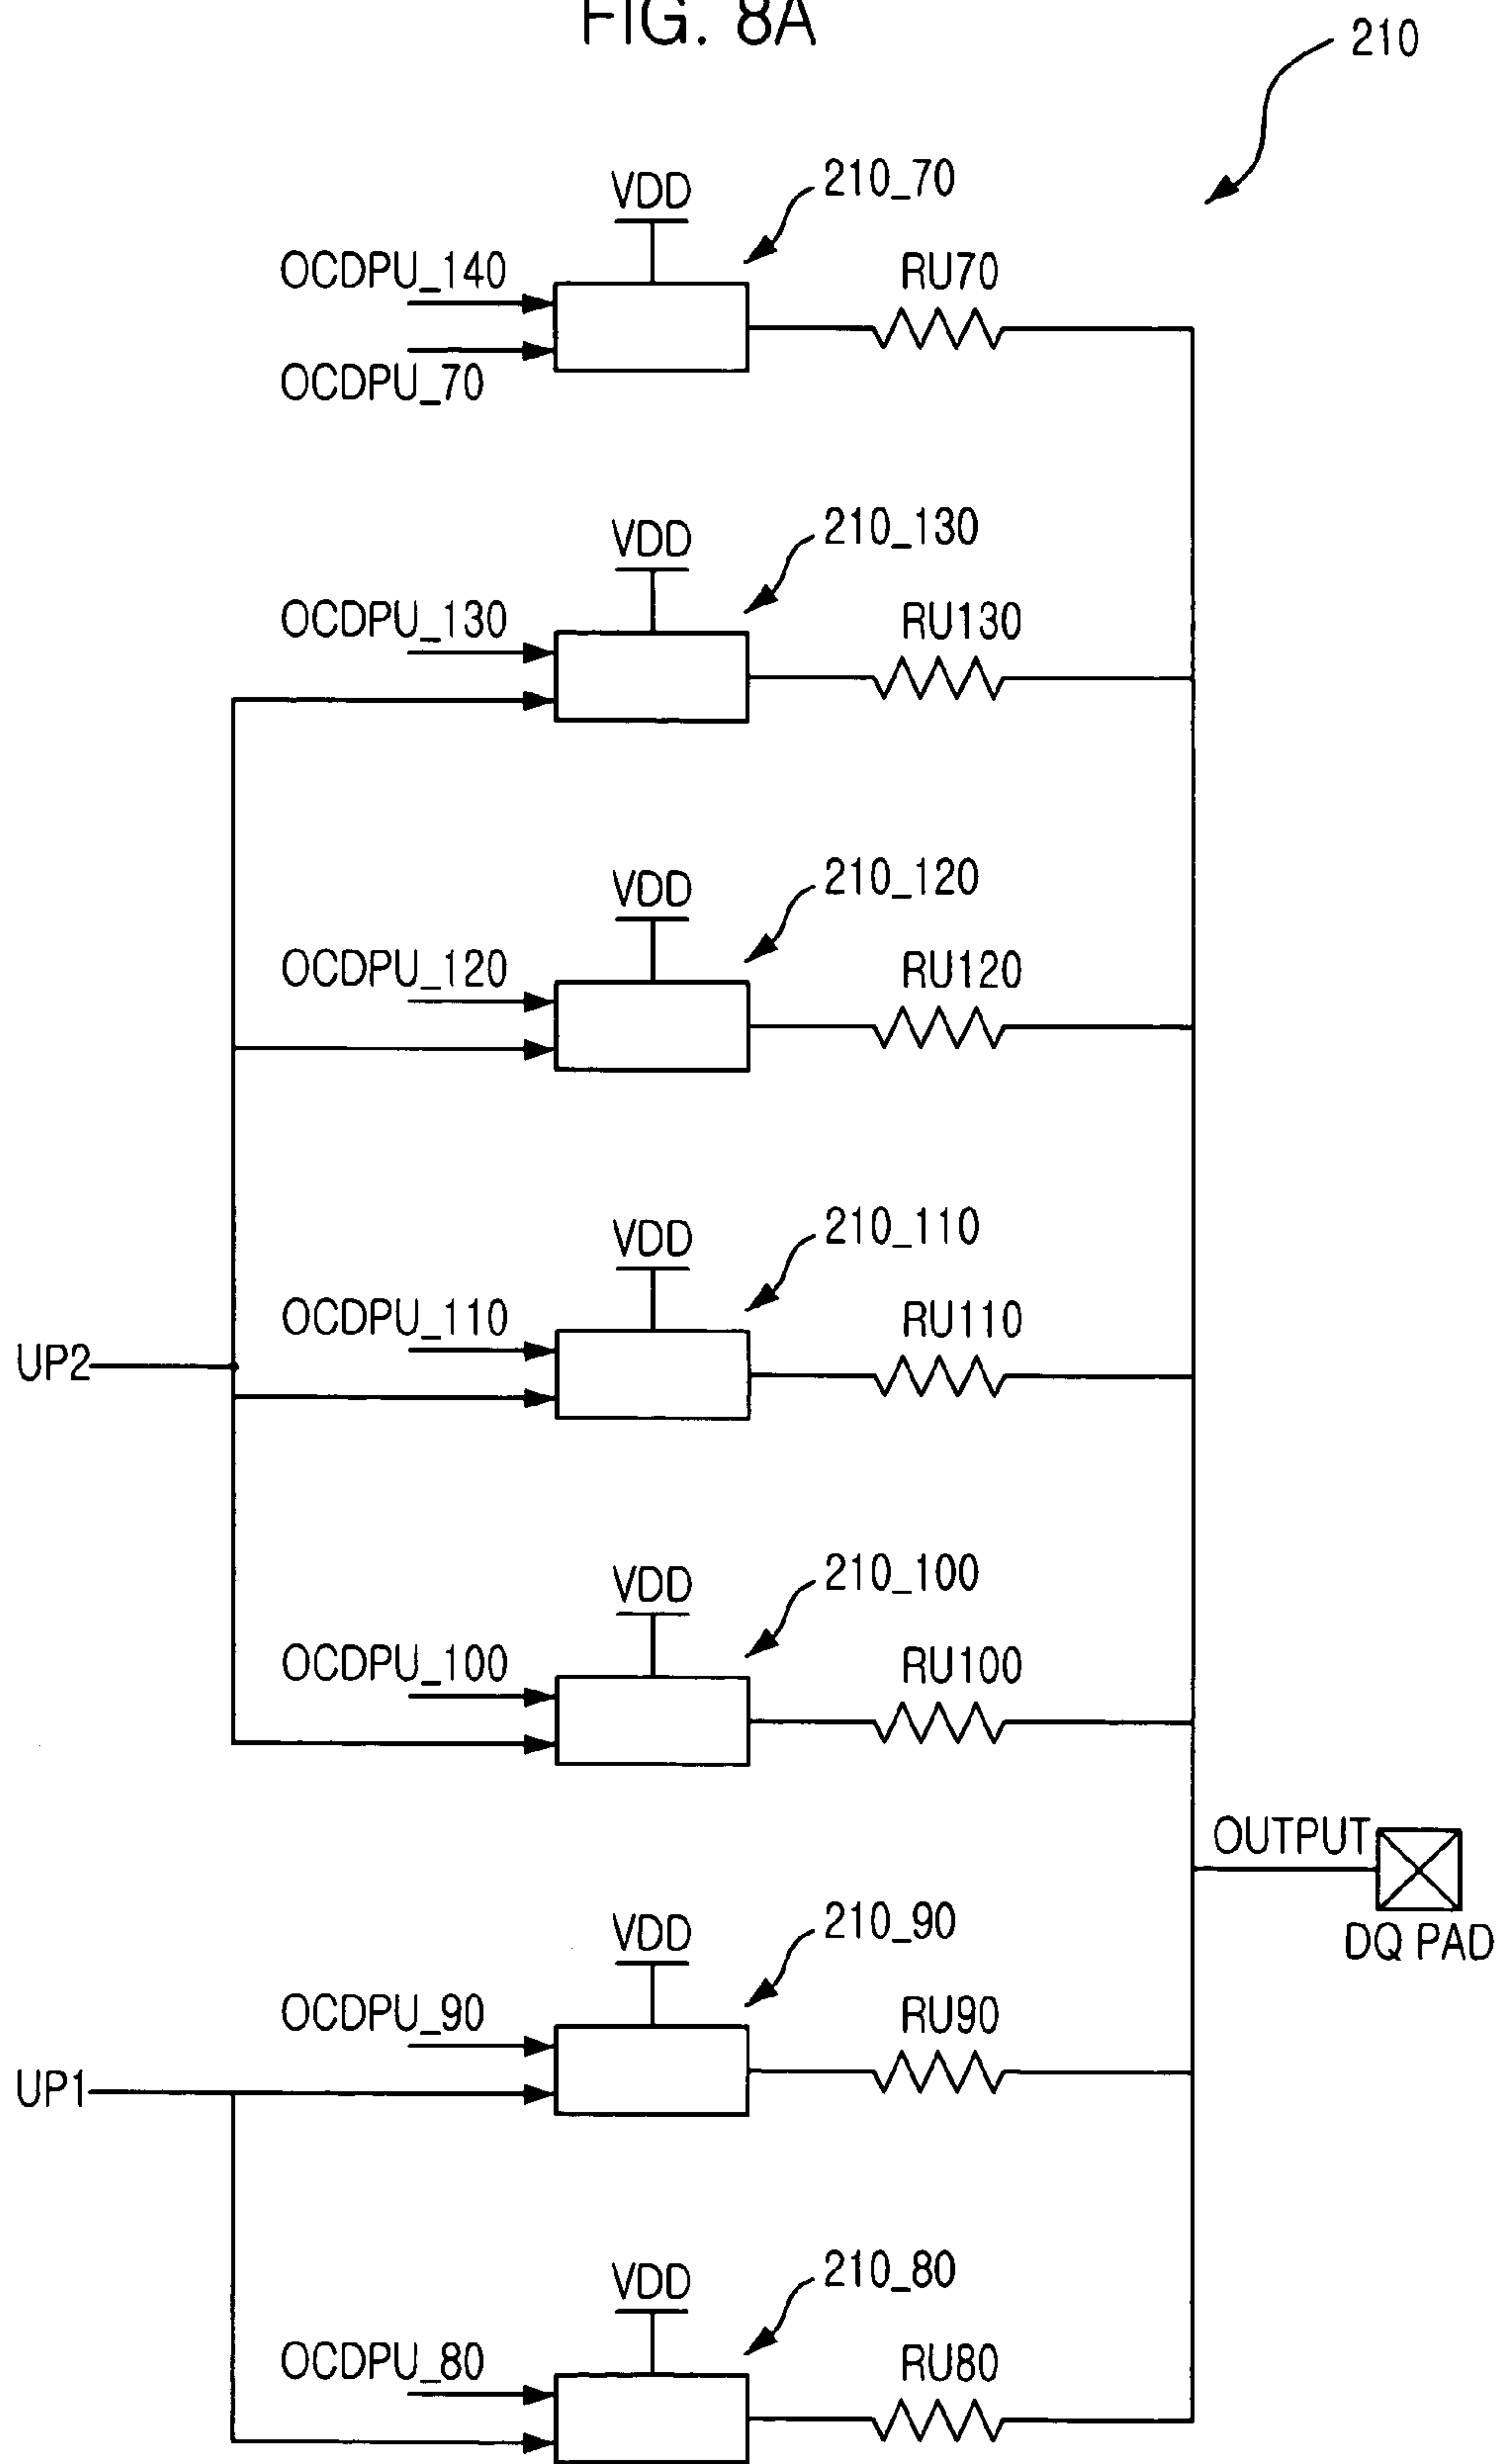 FIG. 8A
210
VDD
210_70
OCDPU_140
RU70
OCDPU_70
VDD
210_130
OCDPU_130
RU130
VDD
210_120
OCDPU_120
RU120
VDD
210_110
OCDPU_110
RU110
UP2
VDD
210_100
OCDPU_100
RU100
OUTPUT
DQ PAD
VDD
210_90
OCDPU_90
RU90
UP1
VDD
210_80
OCDPU_80
RU80